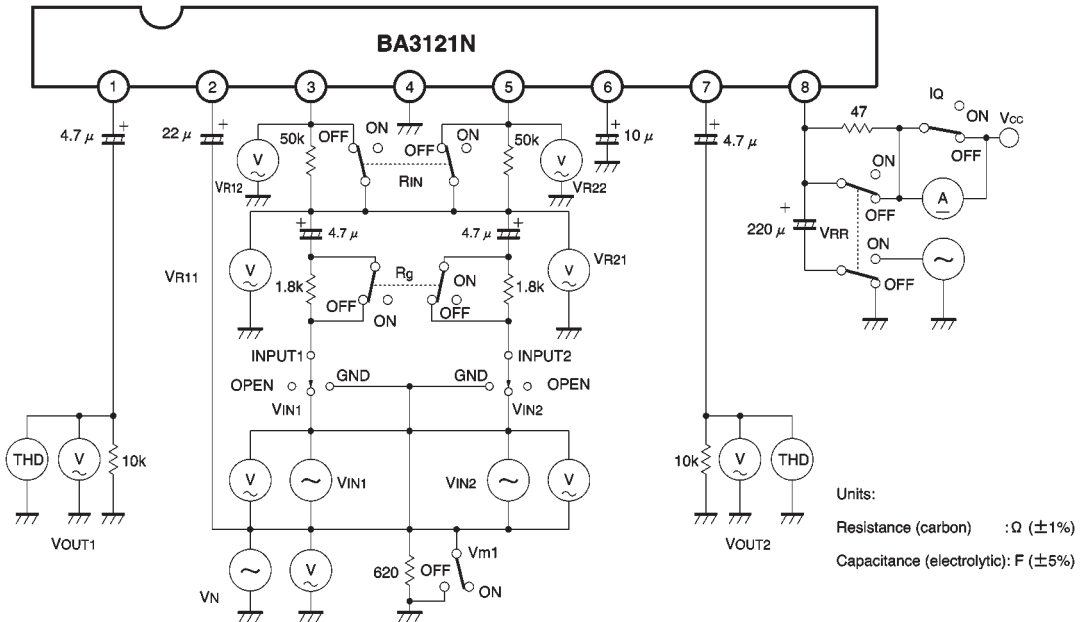 BA3121N
1 2 3 4 5 6 7 8
4.7 μ + 22 μ + 50k OFF ON OFF ON 50k + 10 μ + 4.7 μ 47 IQ ON OFF VCC
V VR12 RIN V VR22
ON OFF A
+ 4.7 μ 4.7 μ +
+ 220 μ VRR ON OFF
VR11 V 1.8k Rg OFF ON ON OFF 1.8k V VR21
INPUT1 INPUT2
OPEN GND GND OPEN
VIN1 VIN2
THD V 10k V VIN1 VIN2 V 10k V THD
VOUT1 VOUT2
VN V 620 OFF Vm1 ON
Units:
Resistance (carbon) :Ω (±1%)
Capacitance (electrolytic): F (±5%)